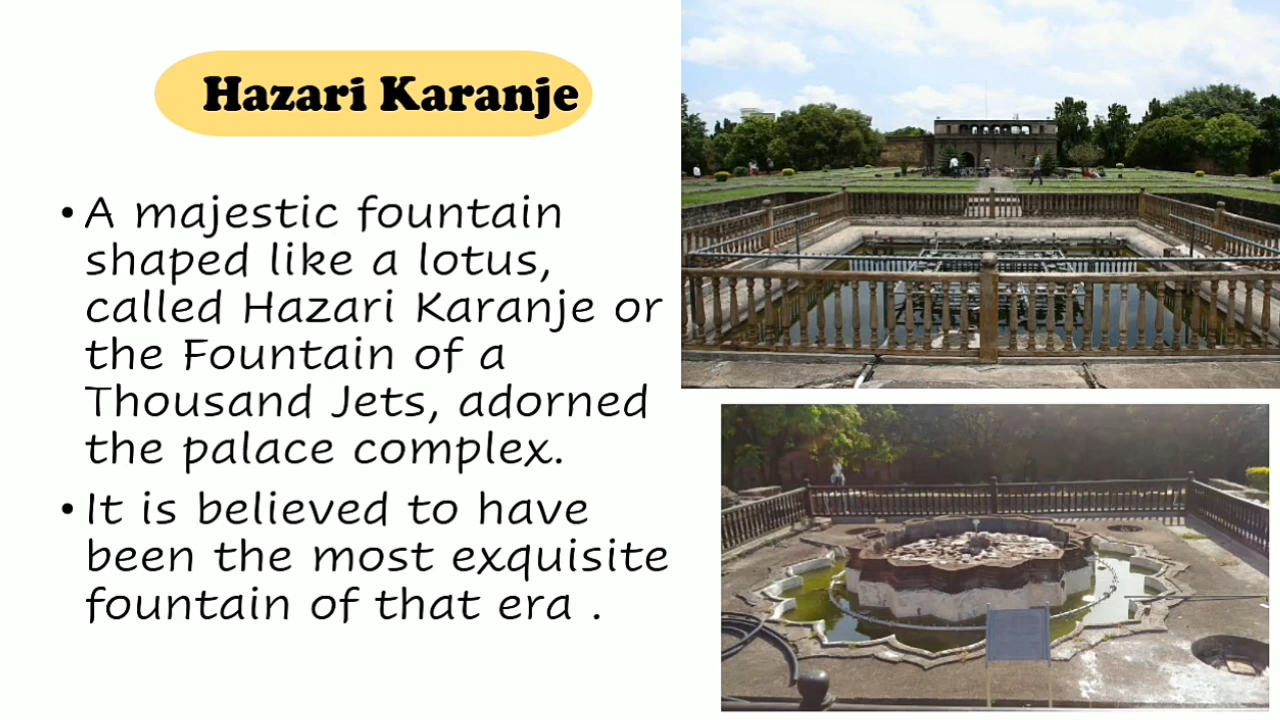 Hazari Karanje
• A majestic fountain
shaped like a lotus,
called Hazari Karanje or
the Fountain of a
Thousand Jets, adorned
the palace complex.
• It is believed to have
been the most exquisite
fountain of that era .